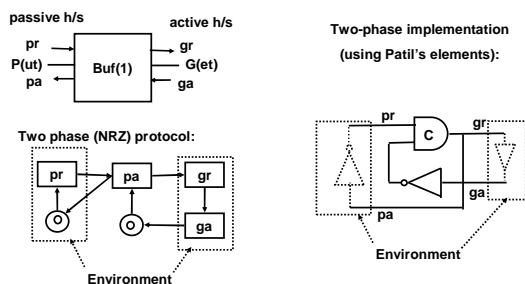 passive h/s
active h/s
pr
P(ut)
pa
Buf(1)
gr
G(et)
ga
Two phase (NRZ) protocol:
pr
pa
gr
ga
Environment
Two-phase implementation
(using Patil's elements):
pr
C
gr
ga
pa
Environment